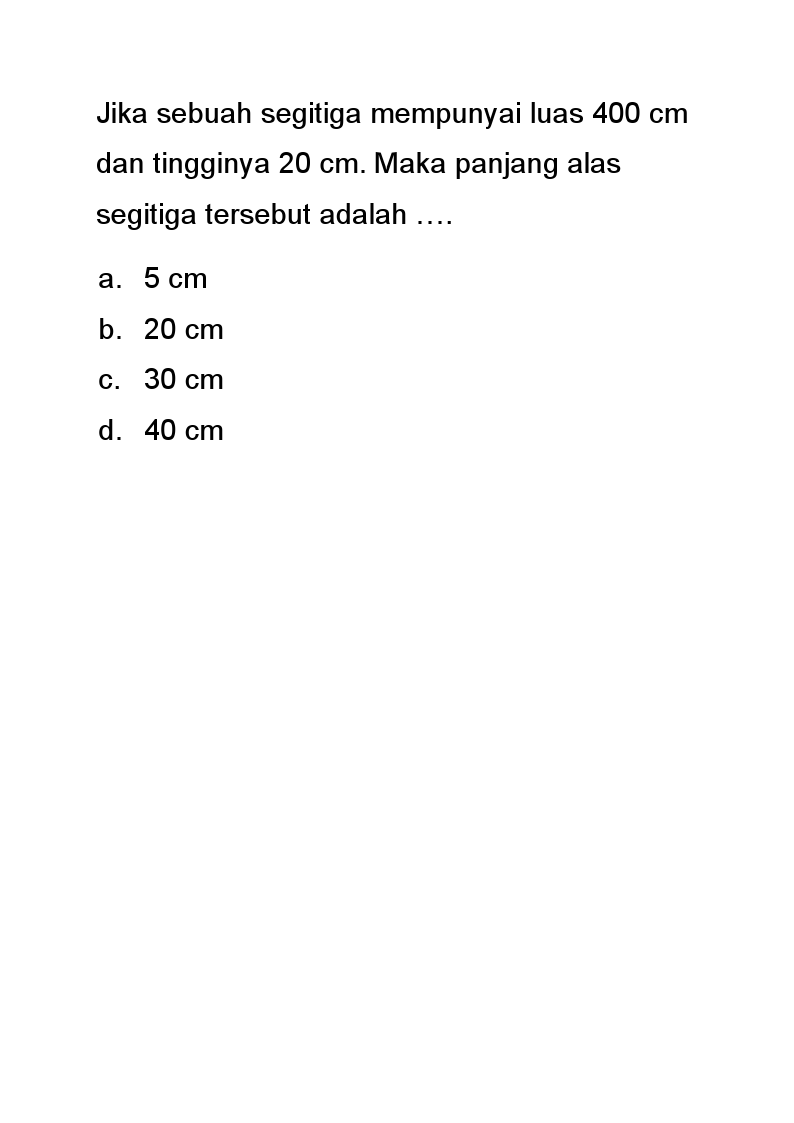 Jika sebuah segitiga mempunyai luas 400 cm
dan tingginya 20 cm. Maka panjang alas
segitiga tersebut adalah ….
a. 5 cm
b. 20 cm
c. 30 cm
d. 40 cm